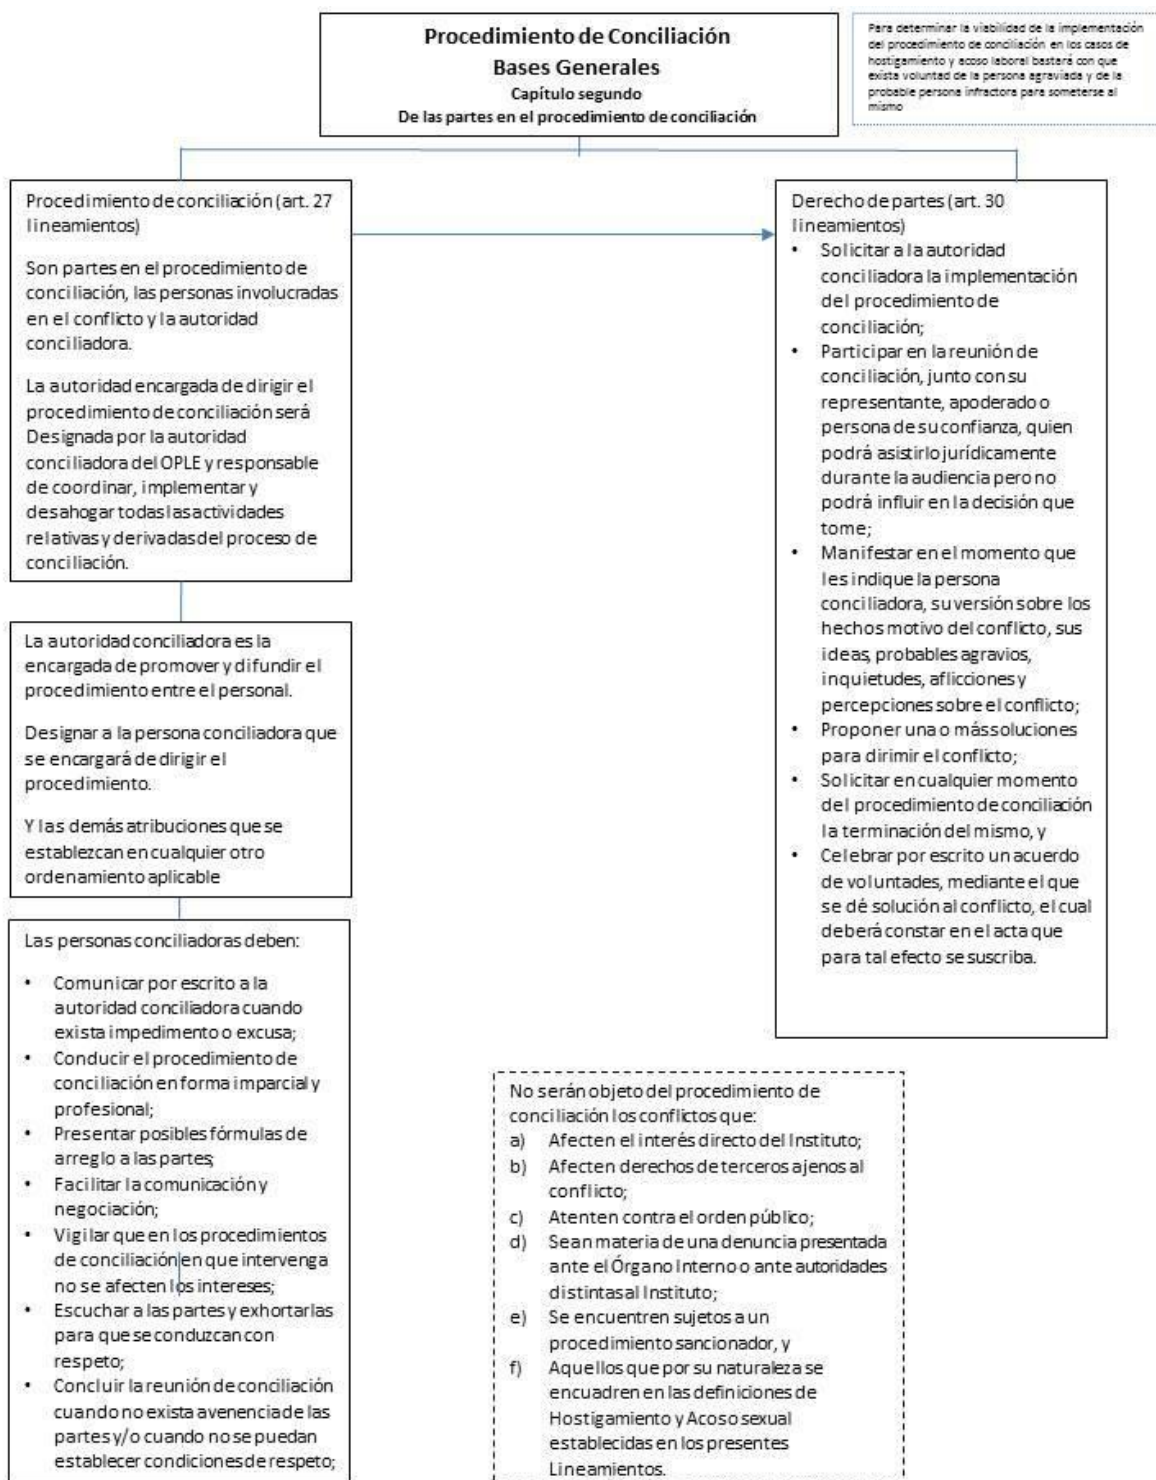 Procedimiento de Conciliación
Bases Generales
Capítulo segundo
De las partes en el procedimiento de conciliación
Para determinar la viabilidad de la implementación
del procedimiento de conciliación en los casos de
hostigamiento y acoso laboral bastará con que
exista voluntad de la persona agraviada y de la
probable persona infractora para someterse al
mismo
Procedimiento de conciliación (art. 27
lineamientos)
Son partes en el procedimiento de
conciliación, las personas involucradas
en el conflicto y la autoridad
conciliadora.
La autoridad encargada de dirigir el
procedimiento de conciliación será
Designada por la autoridad
conciliadora del OPLE y responsable
de coordinar, implementar y
desahogar todas las actividades
relativas y derivadas del proceso de
conciliación.
La autoridad conciliadora es la
encargada de promover y difundir el
procedimiento entre el personal.
Designar a la persona conciliadora que
se encargará de dirigir el
procedimiento.
Y las demás atribuciones que se
establezcan en cualquier otro
ordenamiento aplicable
Las personas conciliadoras deben:
• Comunicar por escrito a la
autoridad conciliadora cuando
exista impedimento o excusa;
• Conducir el procedimiento de
conciliación en forma imparcial y
profesional;
• Presentar posibles fórmulas de
arreglo a las partes;
• Facilitar la comunicación y
negociación;
• Vigilar que en los procedimientos
de conciliación en que intervenga
no se afecten los intereses;
• Escuchar a las partes y exhortarlas
para que se conduzcan con
respeto;
• Concluir la reunión de conciliación
cuando no exista avenencia de las
partes y/o cuando no se puedan
establecer condiciones de respeto;
Derecho de partes (art. 30
lineamientos)
• Solicitar a la autoridad
conciliadora la implementación
del procedimiento de
conciliación;
• Participar en la reunión de
conciliación, junto con su
representante, apoderado o
persona de su confianza, quien
podrá asistirlo jurídicamente
durante la audiencia pero no
podrá influir en la decisión que
tome;
• Manifestar en el momento que
les indique la persona
conciliadora, su versión sobre los
hechos motivo del conflicto, sus
ideas, probables agravios,
inquietudes, aflicciones y
percepciones sobre el conflicto;
• Proponer una o más soluciones
para dirimir el conflicto;
• Solicitar en cualquier momento
del procedimiento de conciliación
la terminación del mismo, y
• Celebrar por escrito un acuerdo
de voluntades, mediante el que
se dé solución al conflicto, el cual
deberá constar en el acta que
para tal efecto se suscriba.
No serán objeto del procedimiento de
conciliación los conflictos que:
a) Afecten el interés directo del Instituto;
b) Afecten derechos de terceros ajenos al
conflicto;
c) Atenten contra el orden público;
d) Sean materia de una denuncia presentada
ante el Órgano Interno o ante autoridades
distintas al Instituto;
e) Se encuentren sujetos a un
procedimiento sancionador, y
f) Aquellos que por su naturaleza se
encuadren en las definiciones de
Hostigamiento y Acoso sexual
establecidas en los presentes
Lineamientos.